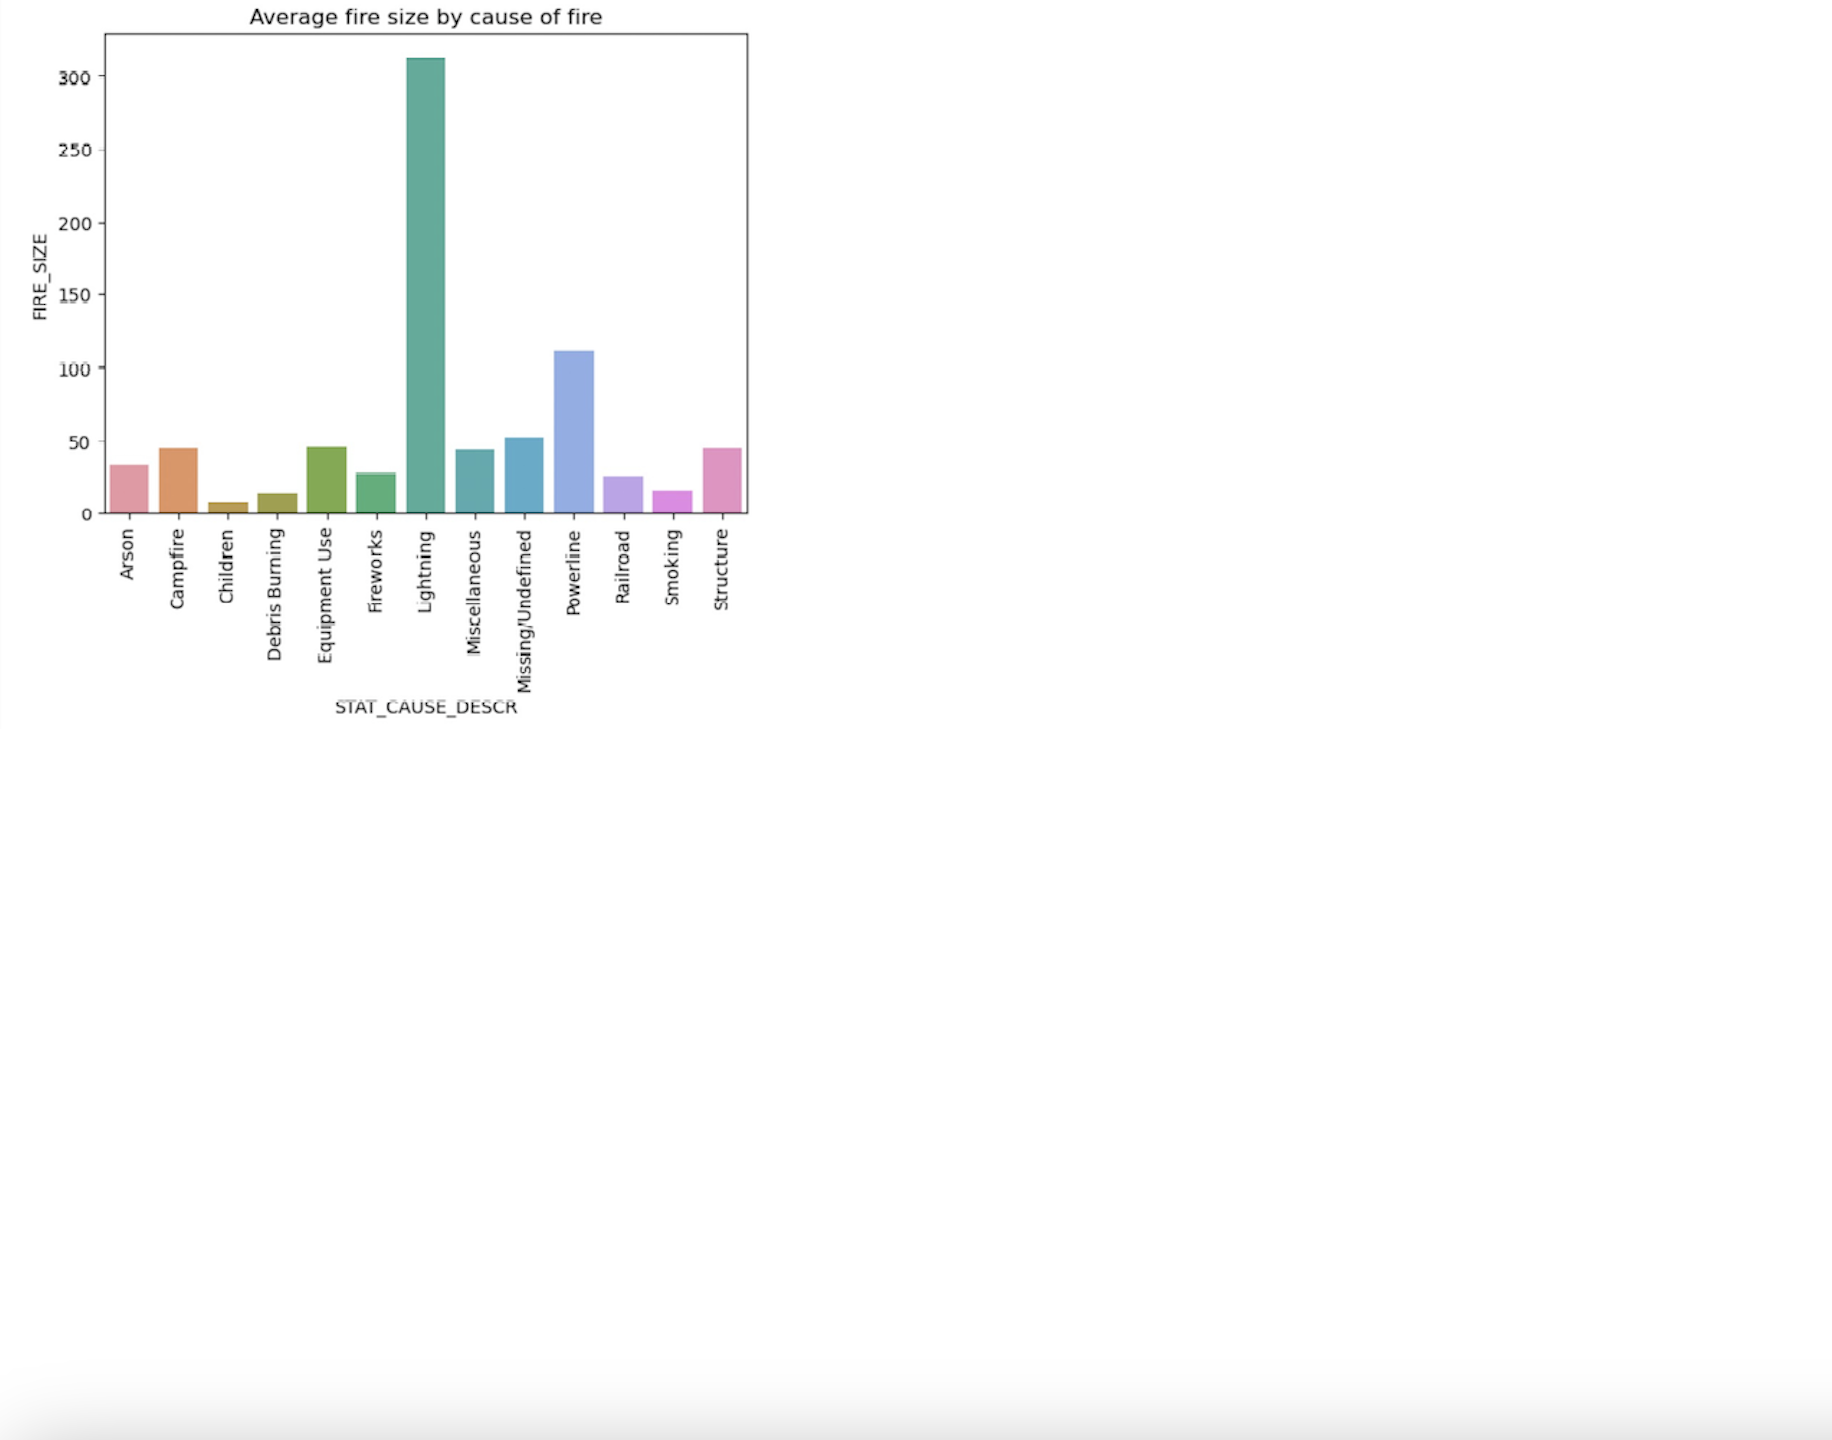 Average fire size by cause of fire
300
250
200
150
100
50
0
FIRE_SIZE
Arson
Campfire
Children
Debris Burning
Equipment Use
Fireworks
Lightning
Miscellaneous
Missing/Undefined
Powerline
Railroad
Smoking
Structure
STAT_CAUSE_DESCR